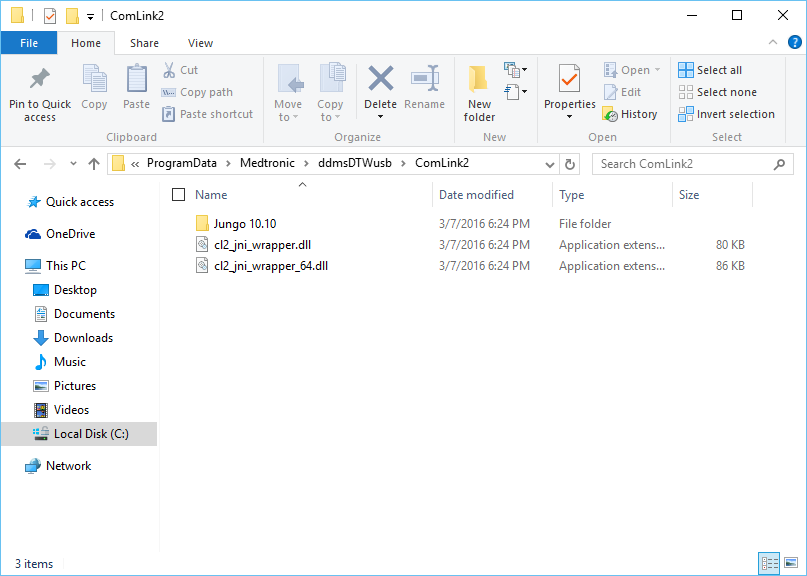 ComLink2
File Home Share View
Pin to Quick access
Copy
Paste
Cut
Copy path
Paste shortcut
Clipboard
Move to
Copy to
Delete
Rename
Organize
New folder
New
Properties
Open
Edit
History
Open
Select all
Select none
Invert selection
Select
« ProgramData > Medtronic > ddmsDTWusb > ComLink2
Search ComLink2
Quick access
OneDrive
This PC
Desktop
Documents
Downloads
Music
Pictures
Videos
Local Disk (C:)
Network
Name Date modified Type Size
Jungo 10.10 3/7/2016 6:24 PM File folder
cl2_jni_wrapper.dll 3/7/2016 6:24 PM Application extens... 80 KB
cl2_jni_wrapper_64.dll 3/7/2016 6:24 PM Application extens... 86 KB
3 items